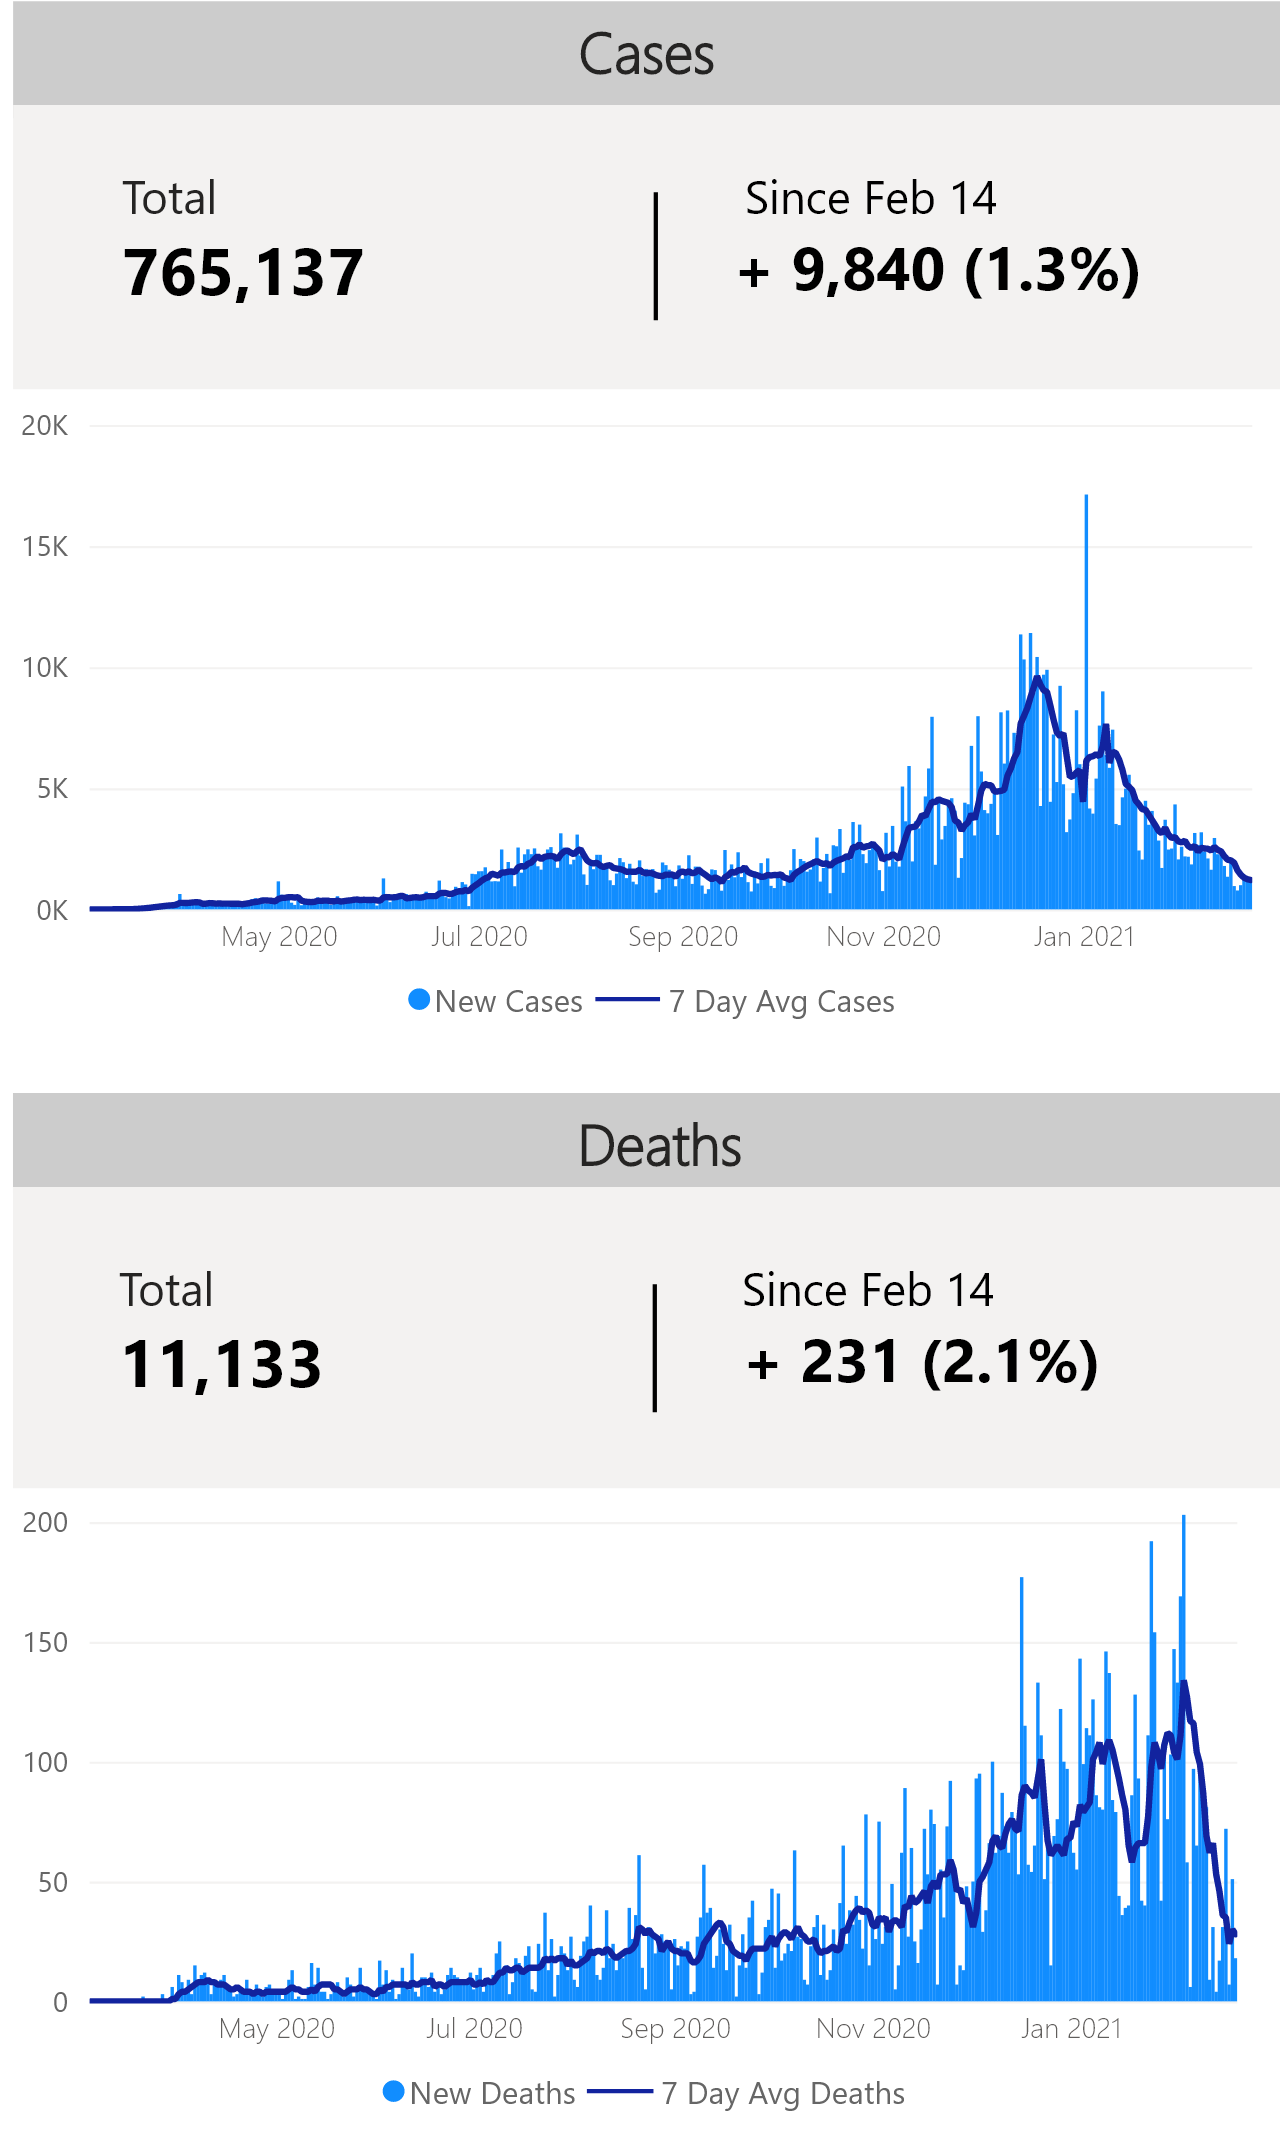 Cases
Total
Since Feb 14
765,137
+ 9,840 (1.3%)
20K
15K
10K
5K
0K
May 2020
Jul 2020
Sep 2020
Nov 2020
Jan 2021
New Cases
7 Day Avg Cases
Deaths
Total
Since Feb 14
11,133
+ 231 (2.1%)
200
150
100
50
0
May 2020
Jul 2020
Sep 2020
Nov 2020
Jan 2021
New Deaths
7 Day Avg Deaths